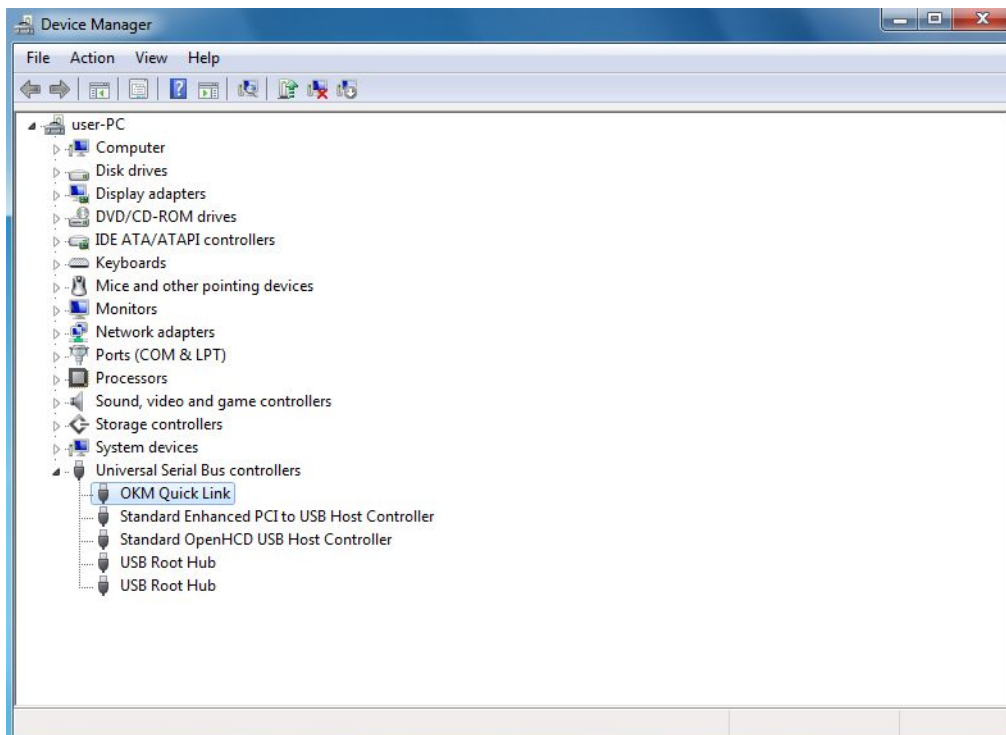 Device Manager
File Action View Help
user-PC
Computer
Disk drives
Display adapters
DVD/CD-ROM drives
IDE ATA/ATAPI controllers
Keyboards
Mice and other pointing devices
Monitors
Network adapters
Ports (COM & LPT)
Processors
Sound, video and game controllers
Storage controllers
System devices
Universal Serial Bus controllers
OKM Quick Link
Standard Enhanced PCI to USB Host Controller
Standard OpenHCD USB Host Controller
USB Root Hub
USB Root Hub